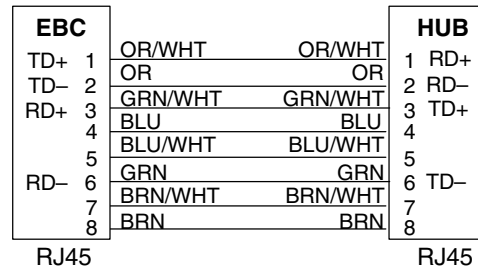 EBC HUB
OR/WHT OR/WHT
TD+ 1 1 RD+
OR OR
TD– 2 2 RD–
GRN/WHT GRN/WHT
RD+ 3 3 TD+
BLU BLU
4 4
BLU/WHT BLU/WHT
5 5
GRN GRN
RD– 6 6 TD–
BRN/WHT BRN/WHT
7 7
BRN BRN
8 8
RJ45 RJ45